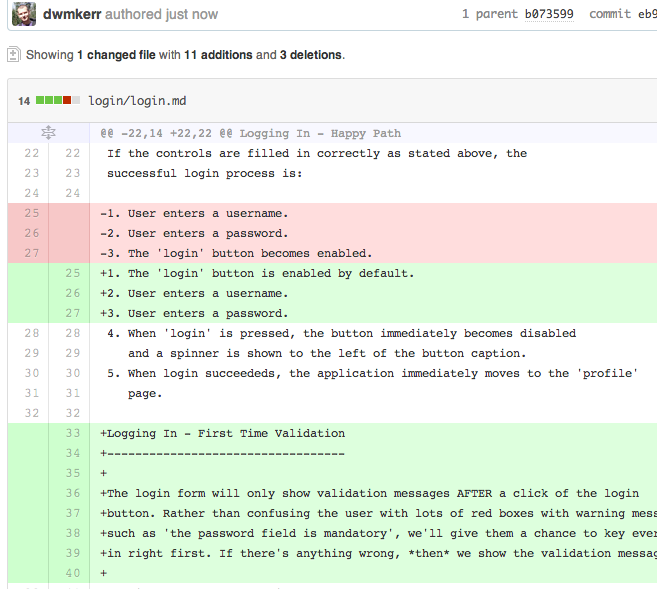 dwmkerr authored just now
1 parent b073599 commit eb9
Showing 1 changed file with 11 additions and 3 deletions.
14 login/login.md
@@ -22,14 +22,22 @@ Logging In - Happy Path
22 22 If the controls are filled in correctly as stated above, the
23 23 successful login process is:
24 24
25 -1. User enters a username.
26 -2. User enters a password.
27 -3. The 'login' button becomes enabled.
25 +1. The 'login' button is enabled by default.
26 +2. User enters a username.
27 +3. User enters a password.
28 28 4. When 'login' is pressed, the button immediately becomes disabled
29 29 and a spinner is shown to the left of the button caption.
30 30 5. When login succeededs, the application immediately moves to the 'profile'
31 31 page.
32 32
33 +Logging In - First Time Validation
34 +----------------------------------
35 +
36 +The login form will only show validation messages AFTER a click of the login
37 +button. Rather than confusing the user with lots of red boxes with warning mess
38 +such as 'the password field is mandatory', we'll give them a chance to key ever
39 +in right first. If there's anything wrong, *then* we show the validation messag
40 +